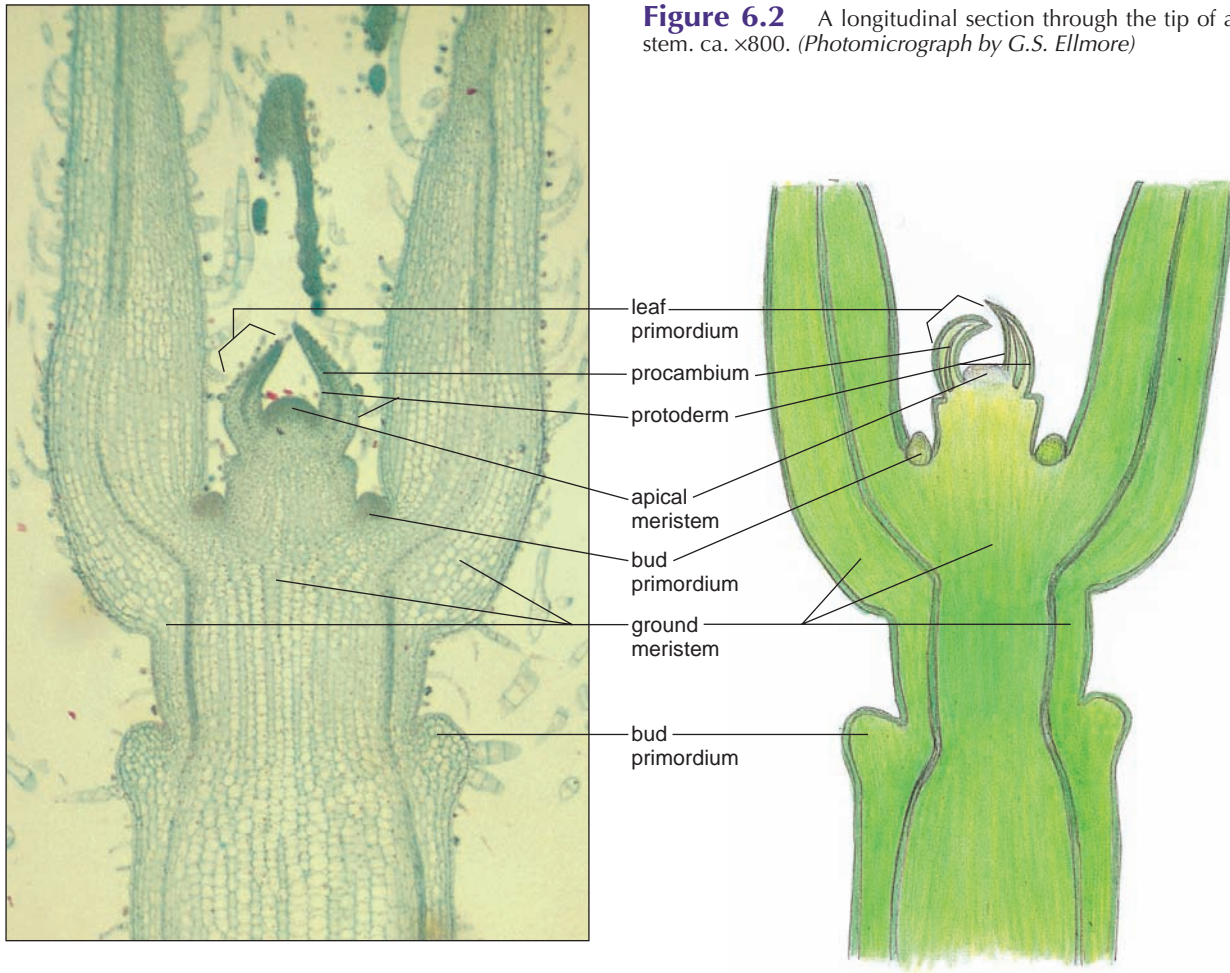 Figure 6.2 A longitudinal section through the tip of a
stem. ca. ×800. (Photomicrograph by G.S. Ellmore)
leaf
primordium
procambium
protoderm
apical
meristem
bud
primordium
ground
meristem
bud
primordium